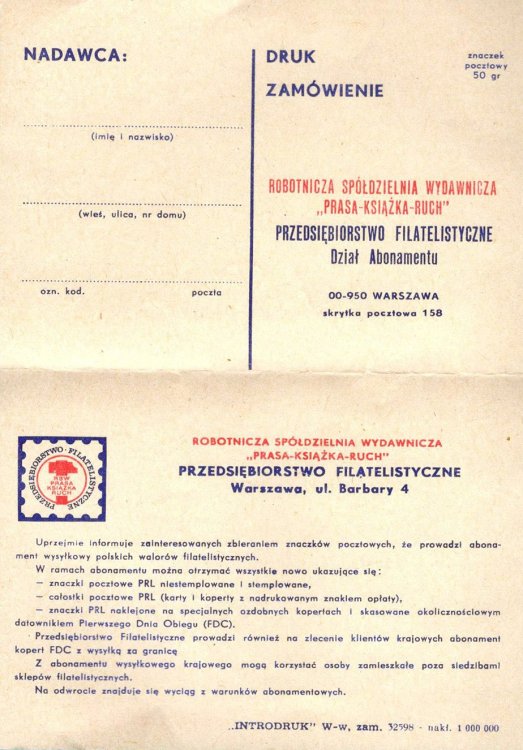 NADAWCA:
(imię i nazwisko)
(wieś, ulica, nr domu)
ozn. kod. poczta
DRUK
ZAMÓWIENIE
znaczek
pocztowy
50 gr
ROBOTNICZA SPÓŁDZIELNIA WYDAWNICZA
„PRASA-KSIĄŻKA-RUCH"
PRZEDSIĘBIORSTWO FILATELISTYCZNE
Dział Abonamentu
00-950 WARSZAWA
skrytka pocztowa 158
PRZEDSIĘBIORSTWO · FILATELISTYCZNE
RSW
PRASA
KSIĄŻKA
RUCH
ROBOTNICZA SPÓŁDZIELNIA WYDAWNICZA
„PRASA-KSIĄŻKA-RUCH"
PRZEDSIĘBIORSTWO FILATELISTYCZNE
Warszawa, ul. Barbary 4
Uprzejmie informuje zainteresowanych zbieraniem znaczków pocztowych, że prowadzi abona-
ment wysyłkowy polskich walorów filatelistycznych.
W ramach abonamentu można otrzymać wszystkie nowo ukazujące się:
— znaczki pocztowe PRL niestemplowane i stemplowane,
— całostki pocztowe PRL (karty i koperty z nadrukowanym znakiem opłaty),
— znaczki PRL naklejone na specjalnych ozdobnych kopertach i skasowane okolicznościowym
datownikiem Pierwszego Dnia Obiegu (FDC).
Przedsiębiorstwo Filatelistyczne prowadzi również na zlecenie klientów krajowych abonament
kopert FDC z wysyłką za granicę
Z abonamentu wysyłkowego krajowego mogą korzystać osoby zamieszkałe poza siedzibami
sklepów filatelistycznych.
Na odwrocie znajduje się wyciąg z warunków abonamentowych.
„INTRODRUK" W-w, zam. 32598 - nakł. 1 000 000